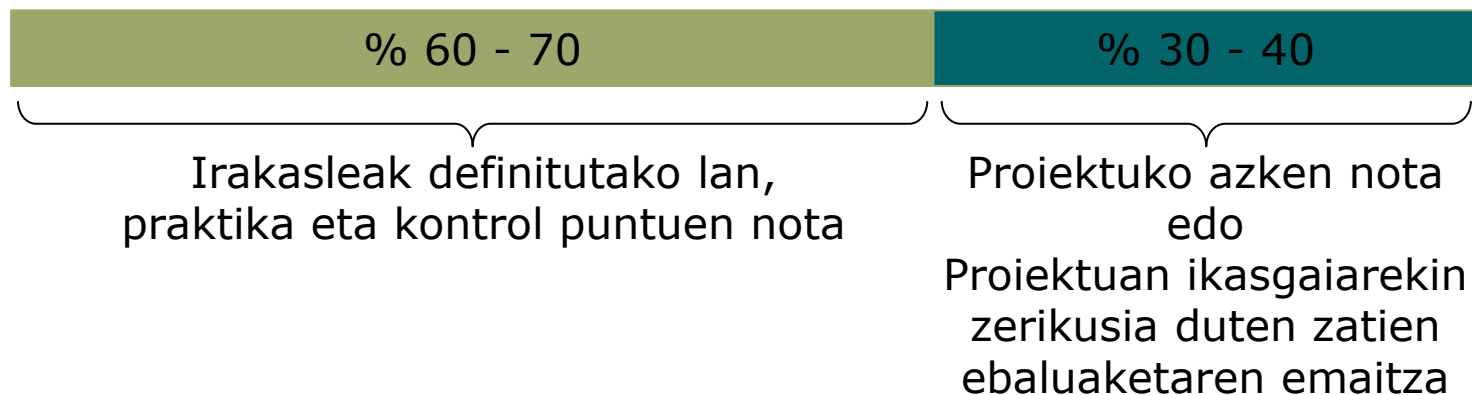 % 60 - 70
% 30 - 40
Irakasleak definitutako lan,
praktika eta kontrol puntuen nota
Proiektuko azken nota
edo
Proiektuan ikasgaiarekin
zerikusia duten zatien
ebaluaketaren emaitza